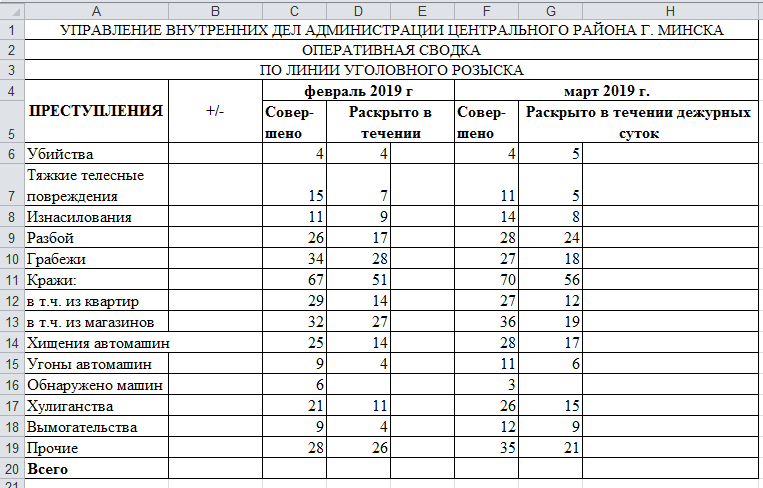 A B C D E F G H
1 УПРАВЛЕНИЕ ВНУТРЕННИХ ДЕЛ АДМИНИСТРАЦИИ ЦЕНТРАЛЬНОГО РАЙОНА Г. МИНСКА
2 ОПЕРАТИВНАЯ СВОДКА
3 ПО ЛИНИИ УГОЛОВНОГО РОЗЫСКА
4 февраль 2019 г март 2019 г.
ПРЕСТУПЛЕНИЯ +/- Совер- Раскрыто в Совер- Раскрыто в течении дежурных
5 шено течении шено суток
6 Убийства 4 4 4 5
Тяжкие телесные
7 повреждения 15 7 11 5
8 Изнасилования 11 9 14 8
9 Разбой 26 17 28 24
10 Грабежи 34 28 27 18
11 Кражи: 67 51 70 56
12 в т.ч. из квартир 29 14 27 12
13 в т.ч. из магазинов 32 27 36 19
14 Хищения автомашин 25 14 28 17
15 Угоны автомашин 9 4 11 6
16 Обнаружено машин 6 3
17 Хулиганства 21 11 26 15
18 Вымогательства 9 4 12 9
19 Прочие 28 26 35 21
20 Всего
21